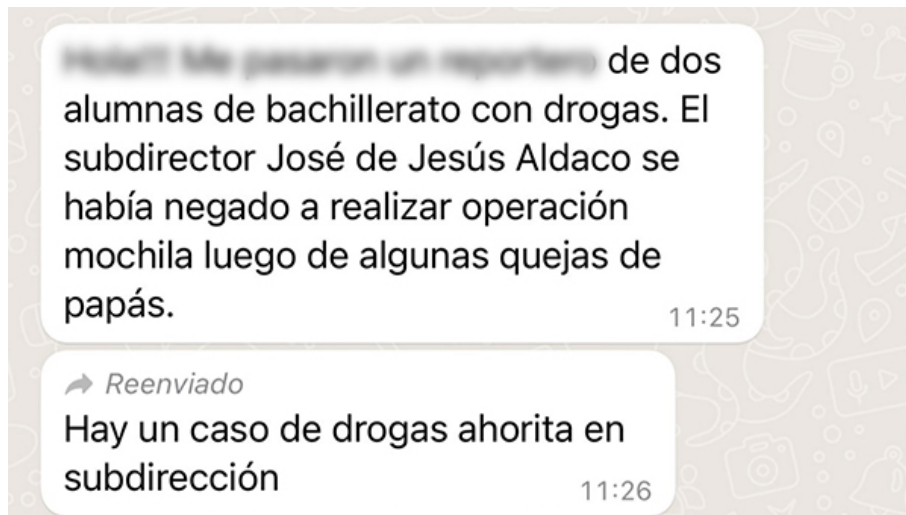 de dos
alumnas de bachillerato con drogas. El
subdirector José de Jesús Aldaco se
había negado a realizar operación
mochila luego de algunas quejas de
papás.
11:25
Reenviado
Hay un caso de drogas ahorita en
subdirección
11:26